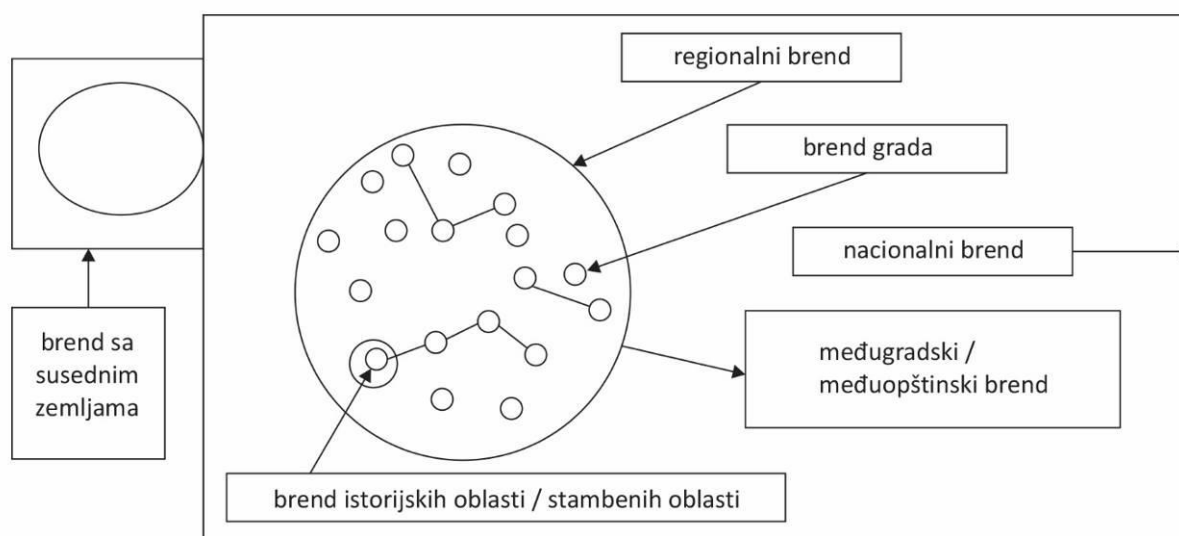 regionalni brend
brend grada
nacionalni brend
brend sa
susednim
zemljama
međugradski /
međuopštinski brend
brend istorijskih oblasti / stambenih oblasti